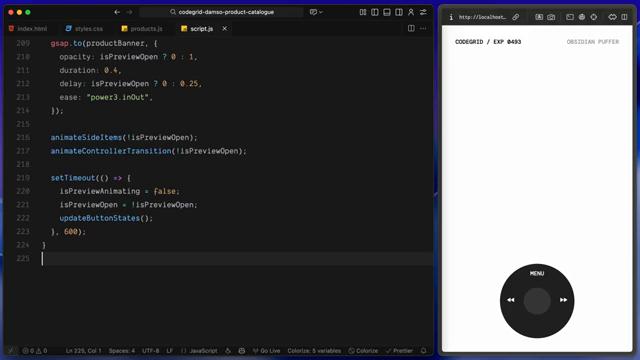 codegrid-damso-product-catalogue
index.html
styles.css
products.js
script.js
209 gsap.to(productBanner, {
210 opacity: isPreviewOpen ? 0 : 1,
211 duration: 0.4,
212 delay: isPreviewOpen ? 0 : 0.25,
213 ease: "power3.inOut",
214 });
215
216 animateSideItems(!isPreviewOpen);
217 animateControllerTransition(!isPreviewOpen);
218
219 setTimeout(() => {
220 isPreviewAnimating = false;
221 isPreviewOpen = !isPreviewOpen;
222 updateButtonStates();
223 }, 600);
224 }
225
0 0 Ln 225, Col 1 Spaces: 4 UTF-8 LF {} JavaScript Go Live Colorize: 5 variables Colorize Prettier
http://localhost...
CODEGRID / EXP 0493
OBSIDIAN PUFFER
MENU